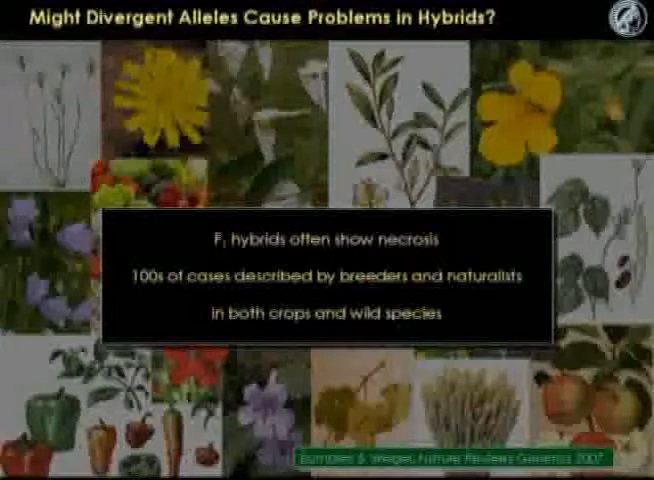 Might Divergent Alleles Cause Problems in Hybrids?
F₁ hybrids often show necrosis
100s of cases described by breeders and naturalists
in both crops and wild species
Bomblies & Weigel, Nature Reviews Genetics 2007